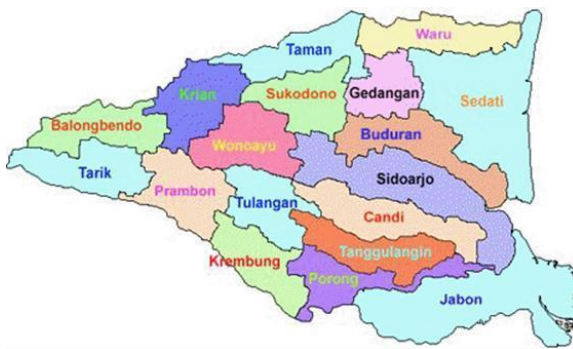 Waru
Taman
Krian
Sukodono
Gedangan
Sedati
Balongbendo
Buduran
Wonoayu
Tarik
Sidoarjo
Prambon
Tulangan
Candi
Tanggulangin
Krembung
Porong
Jabon